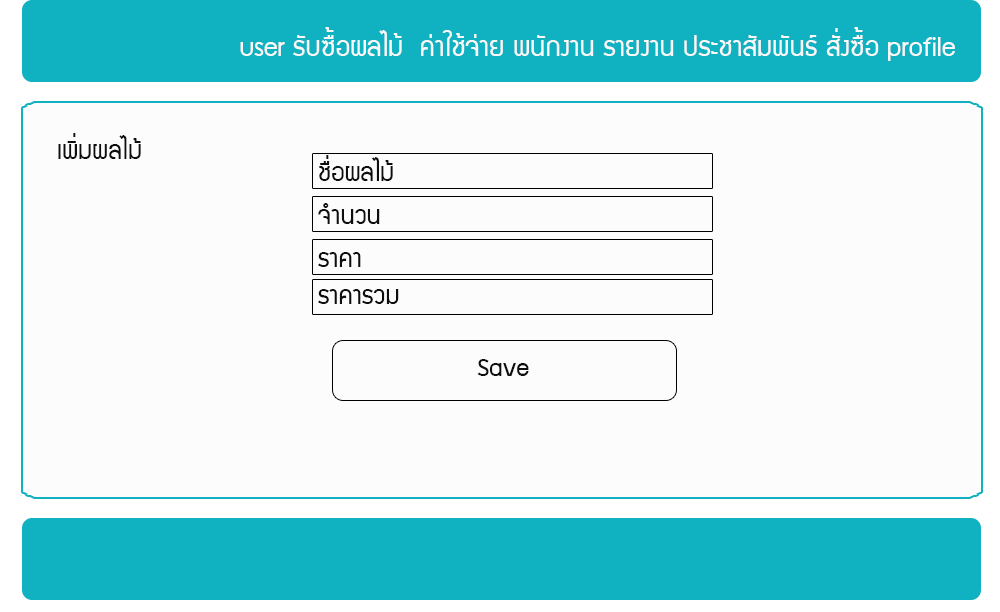 user รับซื้อผลไม้ ค่าใช้จ่าย พนักงาน รายงาน ประชาสัมพันธ์ สั่งซื้อ profile
เพิ่มผลไม้
ชื่อผลไม้
จำนวน
ราคา
ราคารวม
Save